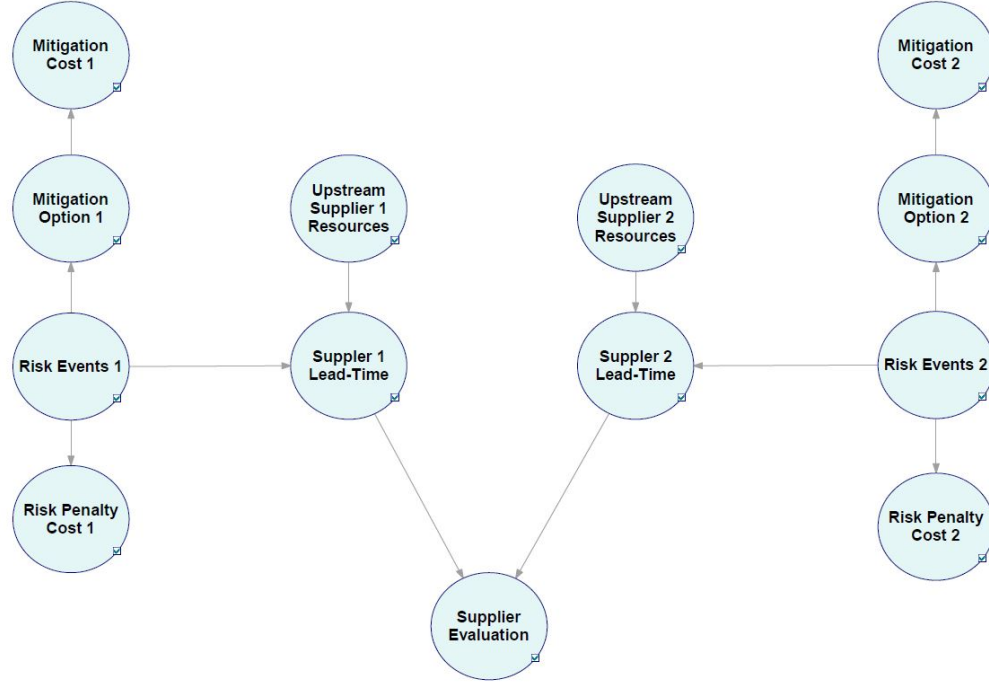 Mitigation
Cost 1
Mitigation
Cost 2
Mitigation
Option 1
Upstream
Supplier 1
Resources
Upstream
Supplier 2
Resources
Mitigation
Option 2
Risk Events 1
Suppler 1
Lead-Time
Suppler 2
Lead-Time
Risk Events 2
Risk Penalty
Cost 1
Risk Penalty
Cost 2
Supplier
Evaluation